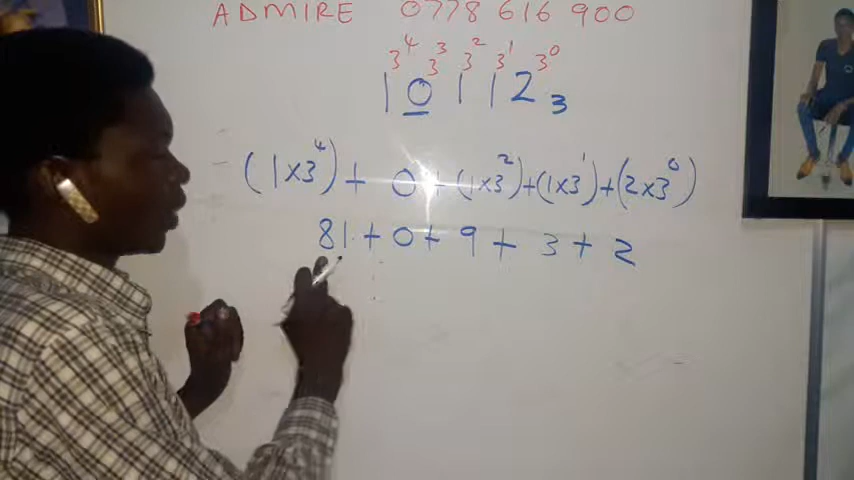 ADMIRE 0778 616 900
3⁴ 3³ 3² 3¹ 3⁰
10112₃
(1×3⁴) + 0 + (1×3²) + (1×3¹) + (2×3⁰)
81 + 0 + 9 + 3 + 2